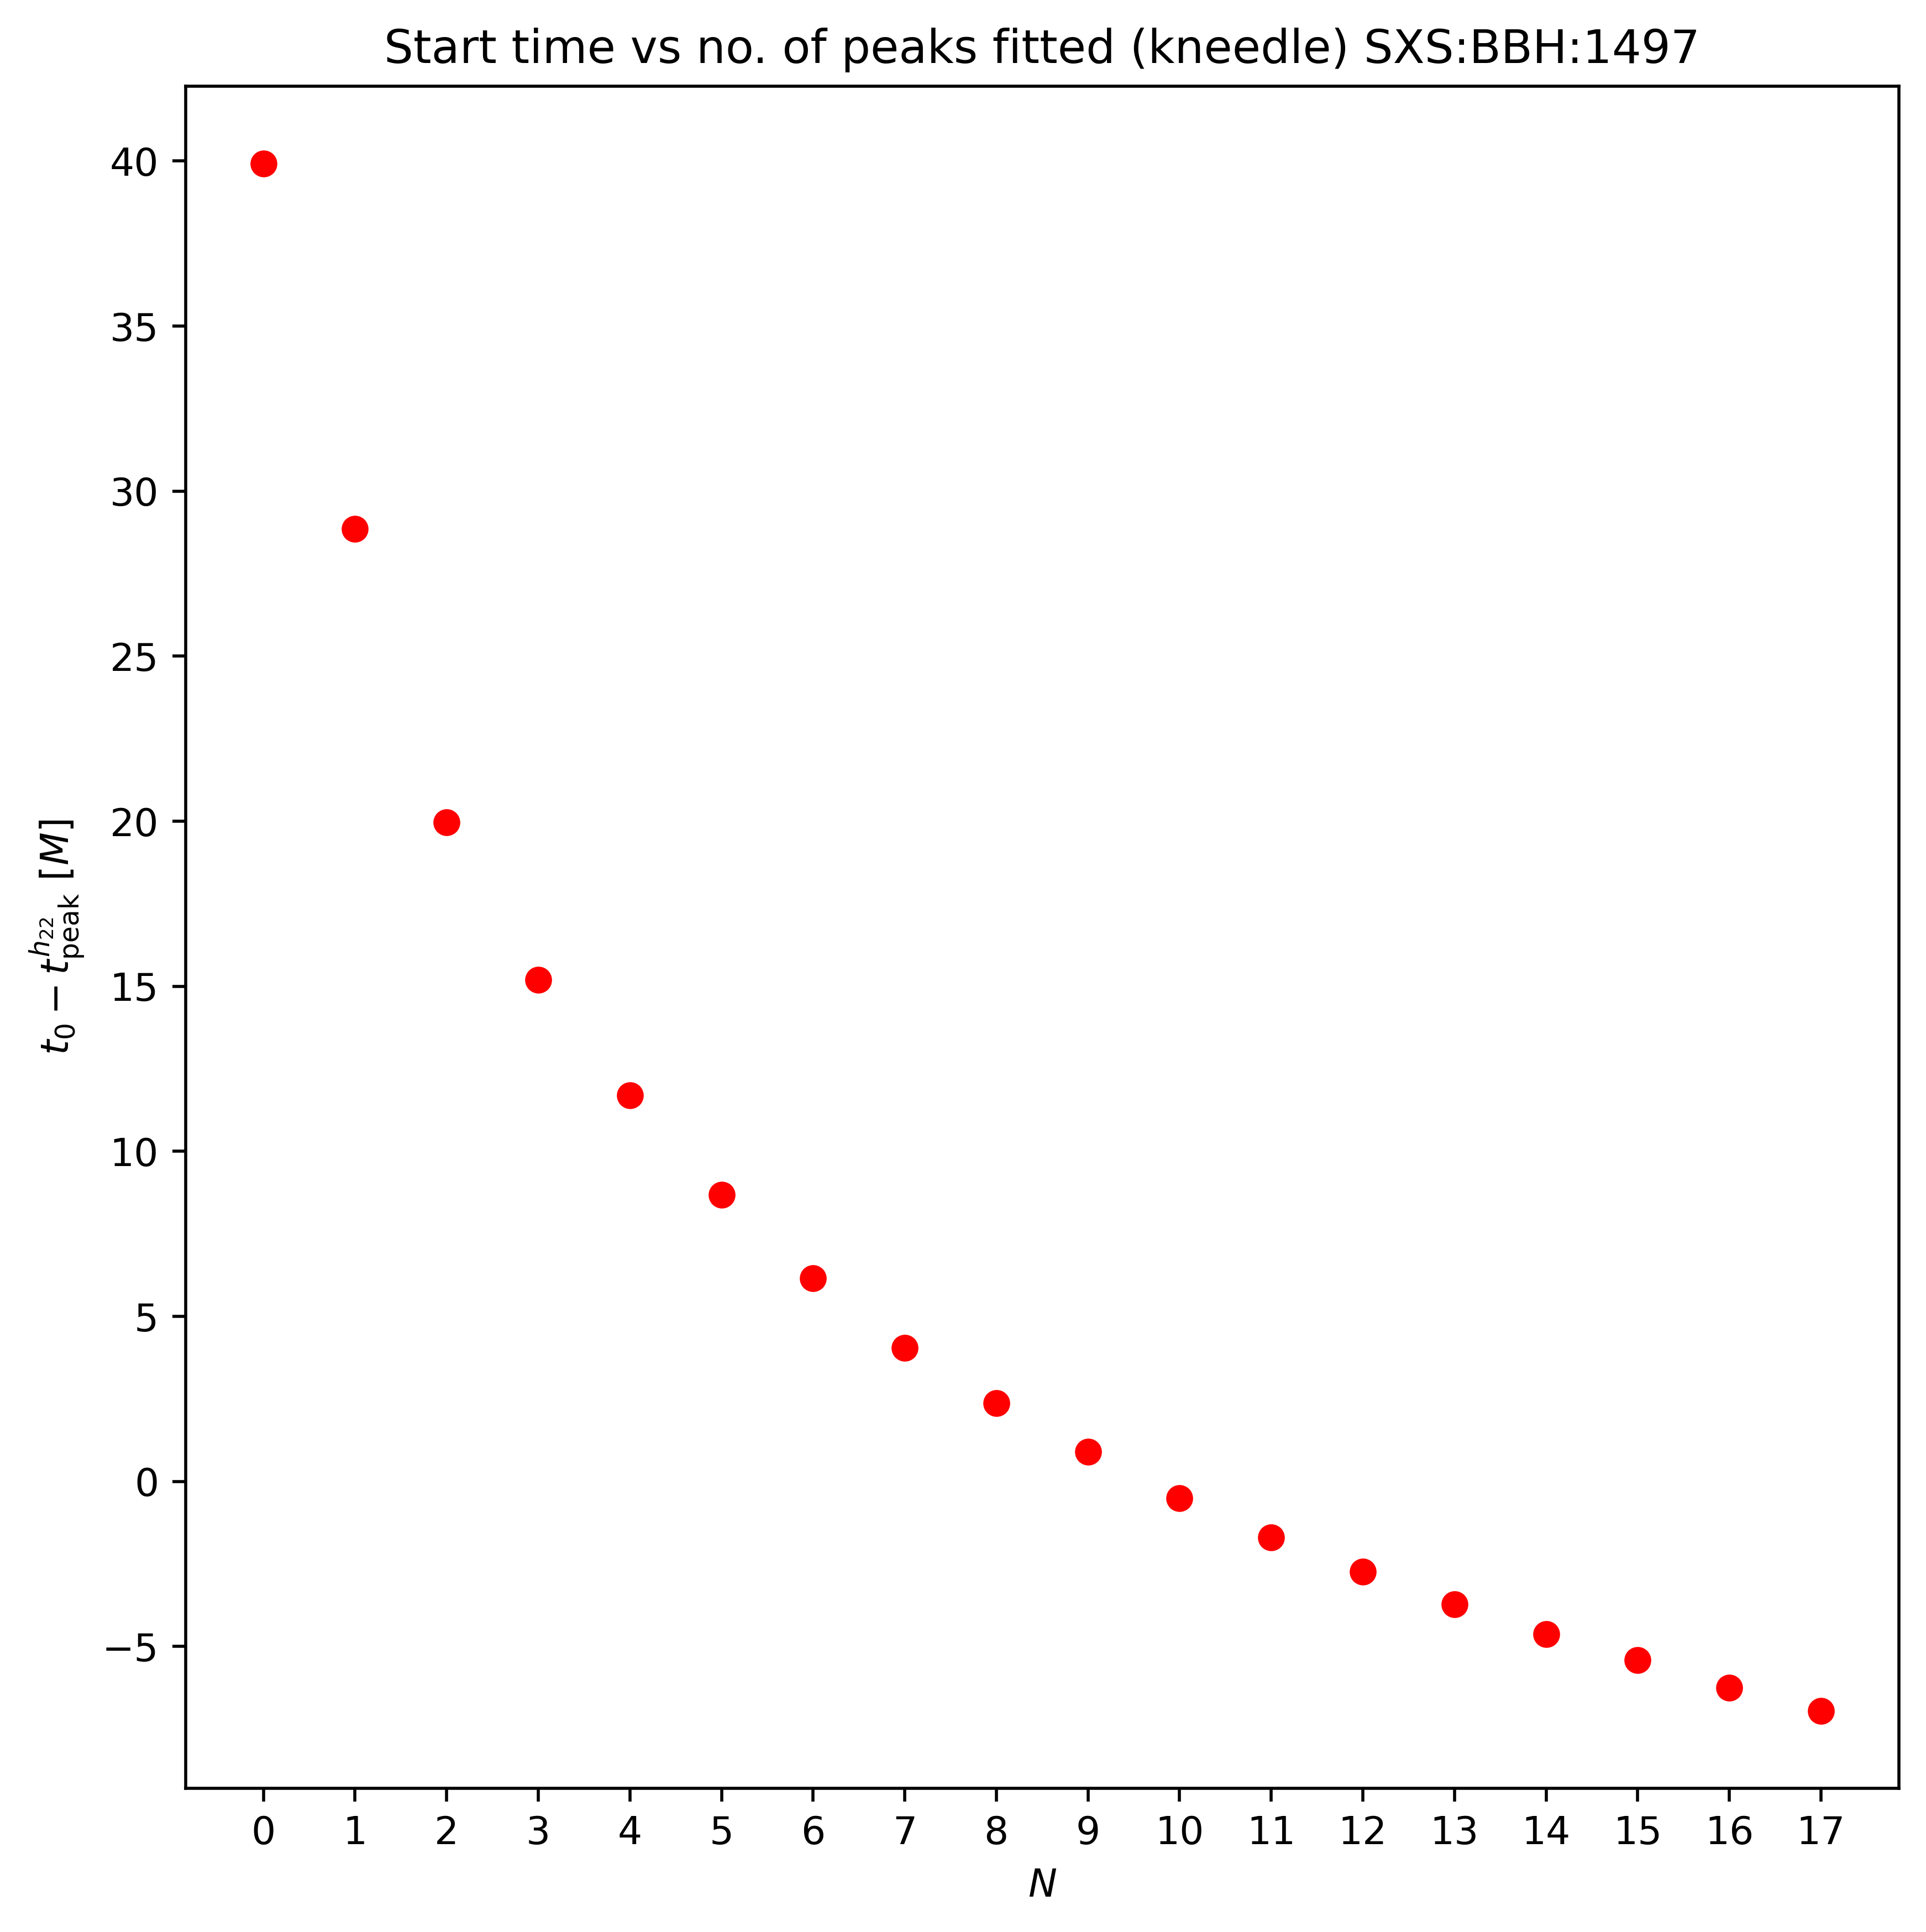 Start time vs no. of peaks fitted (kneedle) SXS:BBH:1497
40
35
30
25
20
15
10
5
0
−5
t₀ − t_peak^h₂₂ [M]
0 1 2 3 4 5 6 7 8 9 10 11 12 13 14 15 16 17
N